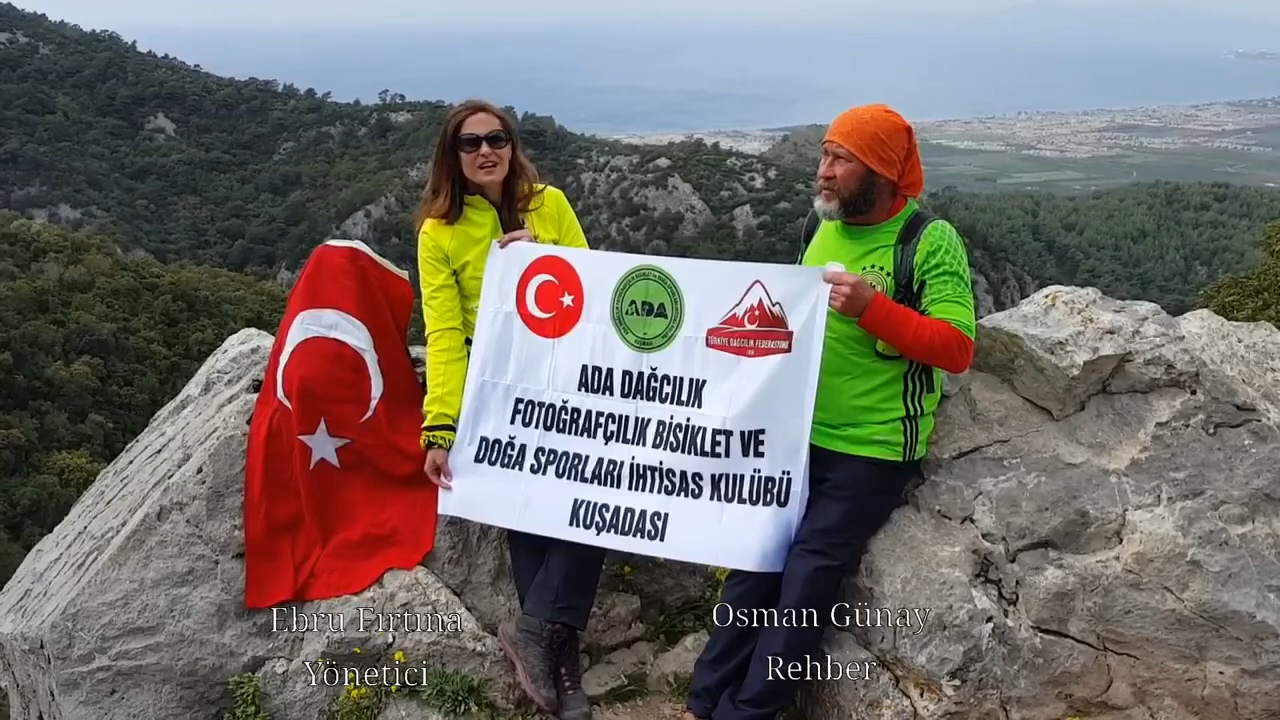 ADA
KUŞADASI
TÜRKİYE DAĞCILIK FEDERASYONU
ADA DAĞCILIK
FOTOĞRAFÇILIK BİSİKLET VE
DOĞA SPORLARI İHTİSAS KULÜBÜ
KUŞADASI
Ebru Fırtına
Yönetici
Osman Günay
Rehber